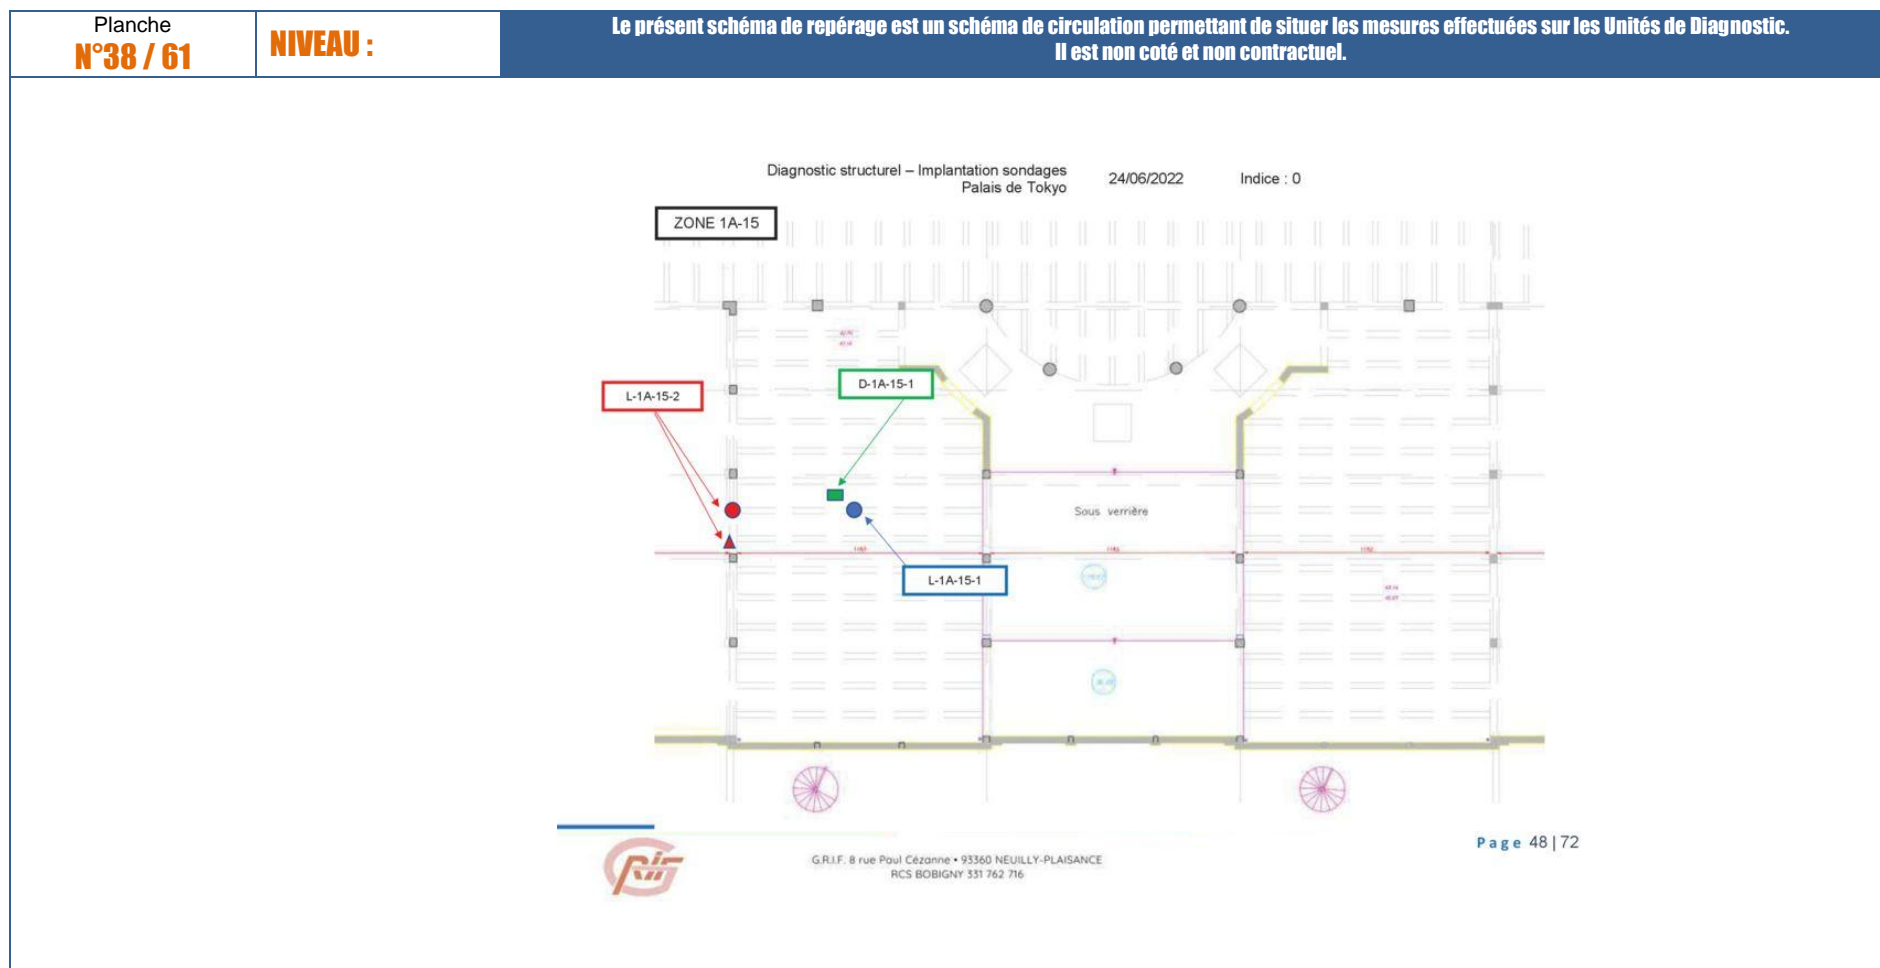 Planche
N°38 / 61
NIVEAU :
Le présent schéma de repérage est un schéma de circulation permettant de situer les mesures effectuées sur les Unités de Diagnostic.
Il est non coté et non contractuel.
Diagnostic structurel – Implantation sondages
Palais de Tokyo
24/06/2022
Indice : 0
ZONE 1A-15
D-1A-15-1
L-1A-15-2
Sous verrière
L-1A-15-1
Page 48 | 72
G.R.I.F. 8 rue Paul Cézanne • 93360 NEUILLY-PLAISANCE
RCS BOBIGNY 331 762 716